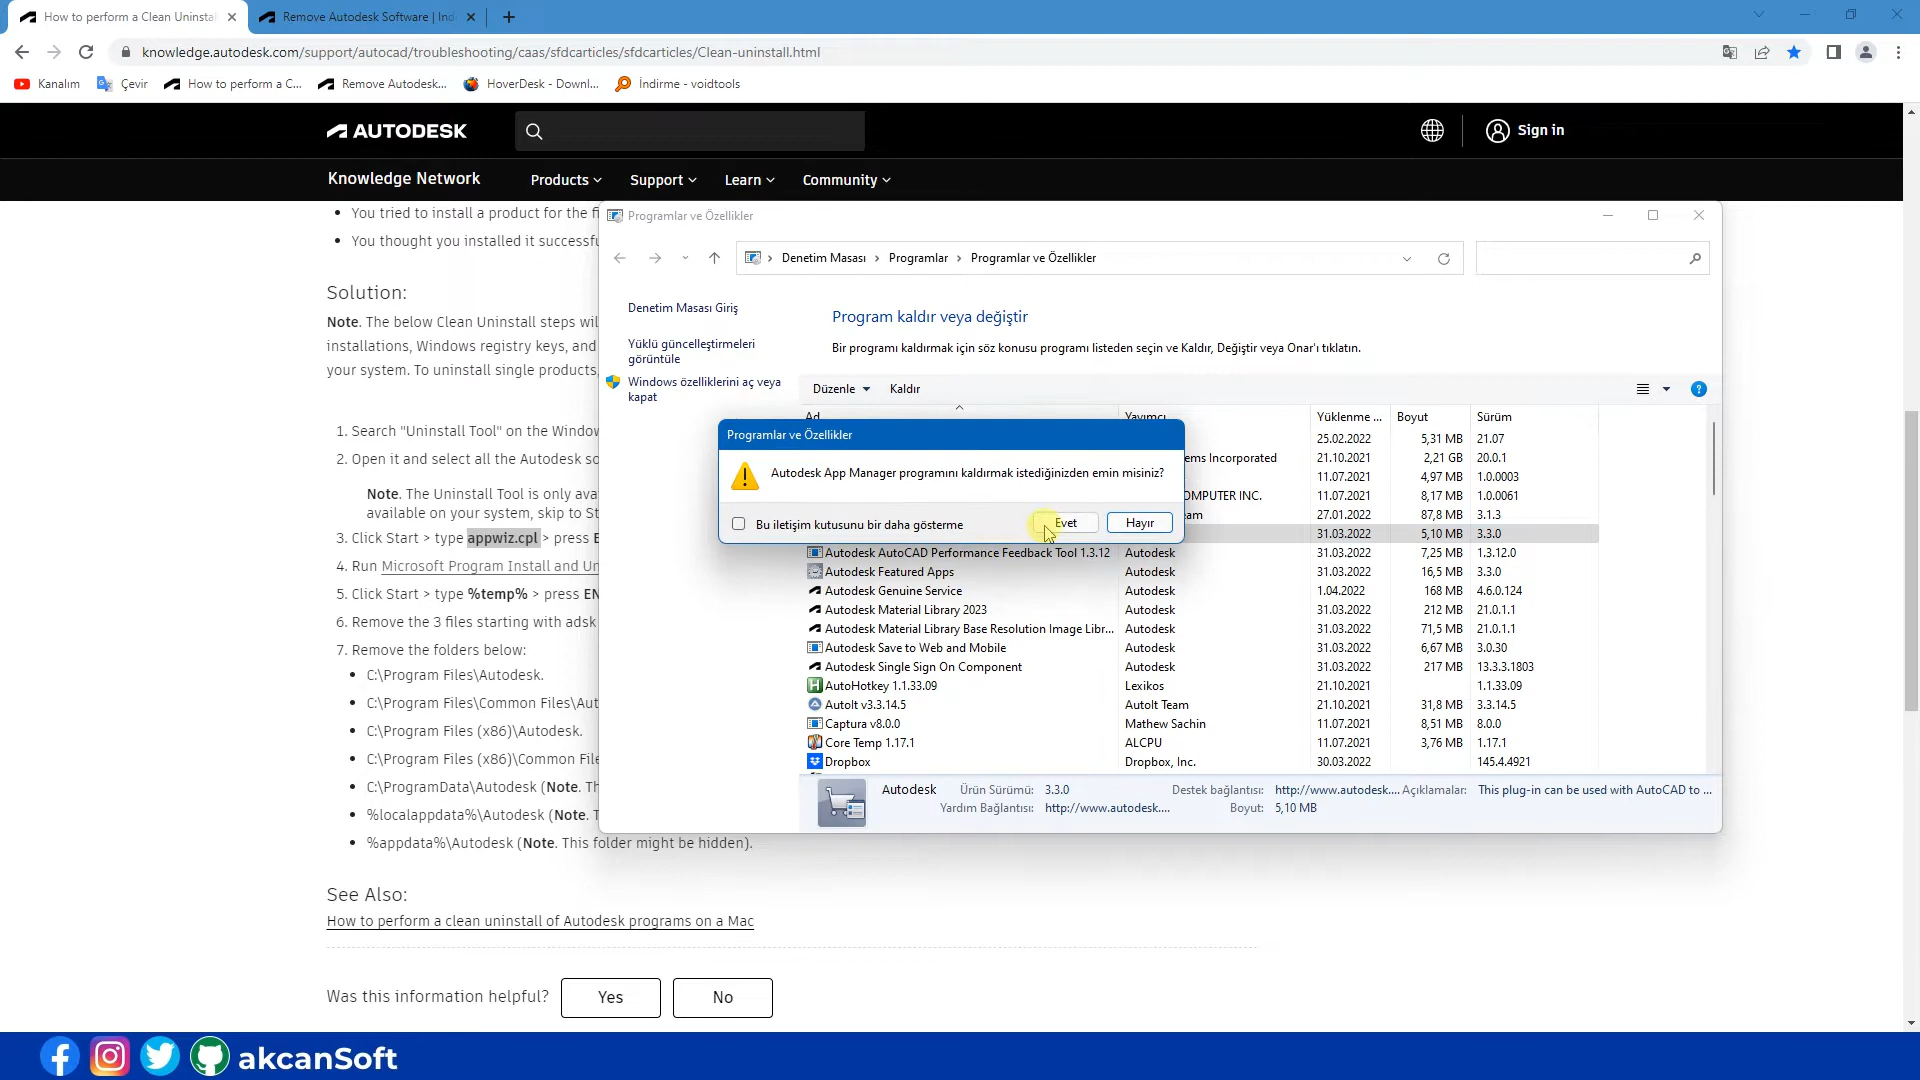 How to perform a Clean Uninstal
Remove Autodesk Software | Ind
knowledge.autodesk.com/support/autocad/troubleshooting/caas/sfdcarticles/sfdcarticles/Clean-uninstall.html
Kanalım
Çevir
How to perform a C...
Remove Autodesk...
HoverDesk - Downl...
İndirme - voidtools
AUTODESK
Sign in
Knowledge Network
Products
Support
Learn
Community
You tried to install a product for the fi
You thought you installed it successfu
Solution:
Note. The below Clean Uninstall steps wil
installations, Windows registry keys, and
your system. To uninstall single products,
1. Search "Uninstall Tool" on the Window
2. Open it and select all the Autodesk so
Note. The Uninstall Tool is only ava
available on your system, skip to St
3. Click Start > type appwiz.cpl > press E
4. Run Microsoft Program Install and Un
5. Click Start > type %temp% > press EN
6. Remove the 3 files starting with adsk
7. Remove the folders below:
C:\Program Files\Autodesk.
C:\Program Files\Common Files\Aut
C:\Program Files (x86)\Autodesk.
C:\Program Files (x86)\Common File
C:\ProgramData\Autodesk (Note. Th
%localappdata%\Autodesk (Note. T
%appdata%\Autodesk (Note. This folder might be hidden).
See Also:
How to perform a clean uninstall of Autodesk programs on a Mac
Was this information helpful?
Yes
No
Programlar ve Özellikler
Denetim Masası > Programlar > Programlar ve Özellikler
Denetim Masası Giriş
Yüklü güncelleştirmeleri
görüntüle
Windows özelliklerini aç veya
kapat
Program kaldır veya değiştir
Bir programı kaldırmak için söz konusu programı listeden seçin ve Kaldır, Değiştir veya Onar'ı tıklatın.
Düzenle
Kaldır
Ad Yayımcı Yüklenme ... Boyut Sürüm
25.02.2022 5,31 MB 21.07
ems Incorporated 21.10.2021 2,21 GB 20.0.1
11.07.2021 4,97 MB 1.0.0003
OMPUTER INC. 11.07.2021 8,17 MB 1.0.0061
eam 27.01.2022 87,8 MB 3.1.3
31.03.2022 5,10 MB 3.3.0
Autodesk AutoCAD Performance Feedback Tool 1.3.12 Autodesk 31.03.2022 7,25 MB 1.3.12.0
Autodesk Featured Apps Autodesk 31.03.2022 16,5 MB 3.3.0
Autodesk Genuine Service Autodesk 1.04.2022 168 MB 4.6.0.124
Autodesk Material Library 2023 Autodesk 31.03.2022 212 MB 21.0.1.1
Autodesk Material Library Base Resolution Image Libr... Autodesk 31.03.2022 71,5 MB 21.0.1.1
Autodesk Save to Web and Mobile Autodesk 31.03.2022 6,67 MB 3.0.30
Autodesk Single Sign On Component Autodesk 31.03.2022 217 MB 13.3.3.1803
AutoHotkey 1.1.33.09 Lexikos 21.10.2021 1.1.33.09
AutoIt v3.3.14.5 AutoIt Team 21.10.2021 31,8 MB 3.3.14.5
Captura v8.0.0 Mathew Sachin 11.07.2021 8,51 MB 8.0.0
Core Temp 1.17.1 ALCPU 11.07.2021 3,76 MB 1.17.1
Dropbox Dropbox, Inc. 30.03.2022 145.4.4921
Programlar ve Özellikler
Autodesk App Manager programını kaldırmak istediğinizden emin misiniz?
Bu iletişim kutusunu bir daha gösterme
Evet
Hayır
Autodesk Ürün Sürümü: 3.3.0 Destek bağlantısı: http://www.autodesk.... Açıklamalar: This plug-in can be used with AutoCAD to ...
Yardım Bağlantısı: http://www.autodesk.... Boyut: 5,10 MB
akcanSoft